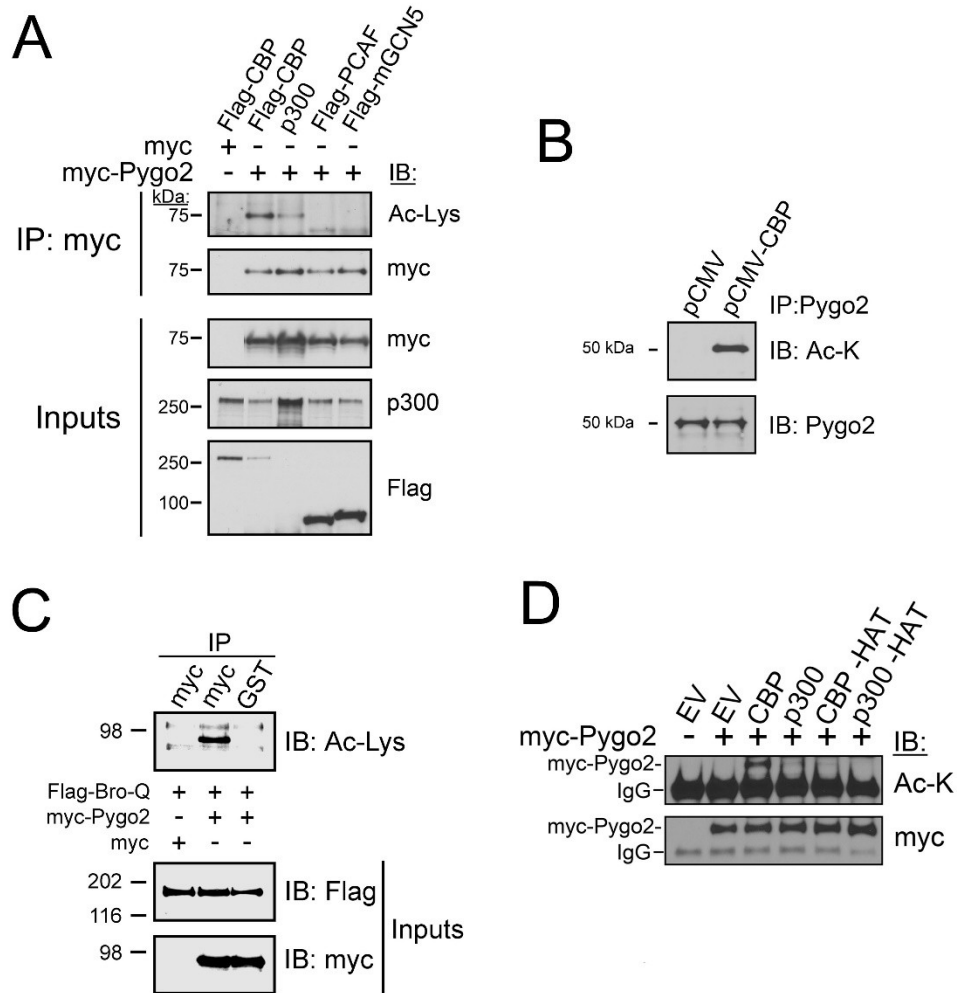 A
Flag-CBP
Flag-CBP
p300
Flag-PCAF
Flag-mGCN5
myc + - - - -
myc-Pygo2 - + + + + IB:
kDa:
IP: myc
75 Ac-Lys
75 myc
Inputs
75 myc
250 p300
250
100
Flag
B
pCMV
pCMV-CBP
IP:Pygo2
50 kDa - IB: Ac-K
50 kDa - IB: Pygo2
C
IP
myc
myc
GST
98 IB: Ac-Lys
Flag-Bro-Q + + +
myc-Pygo2 - + +
myc + - -
202
116
IB: Flag
98 IB: myc
Inputs
D
EV
EV
CBP
p300
CBP-HAT
p300-HAT
myc-Pygo2 - + + + + + IB:
myc-Pygo2-
IgG- Ac-K
myc-Pygo2-
IgG- myc